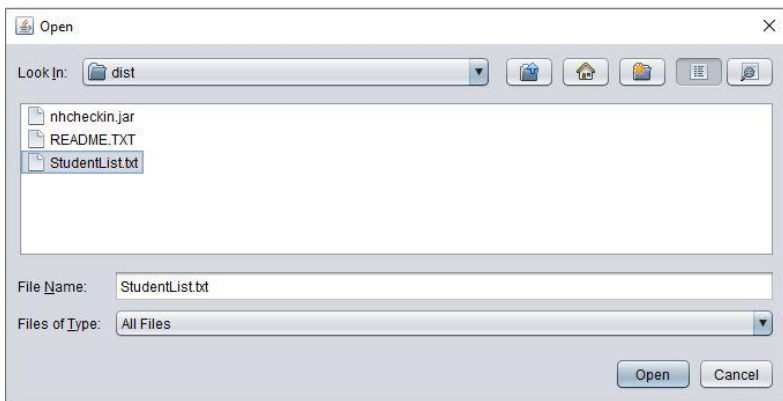 Open
Look In: dist
nhcheckin.jar
README.TXT
StudentList.txt
File Name: StudentList.txt
Files of Type: All Files
Open Cancel